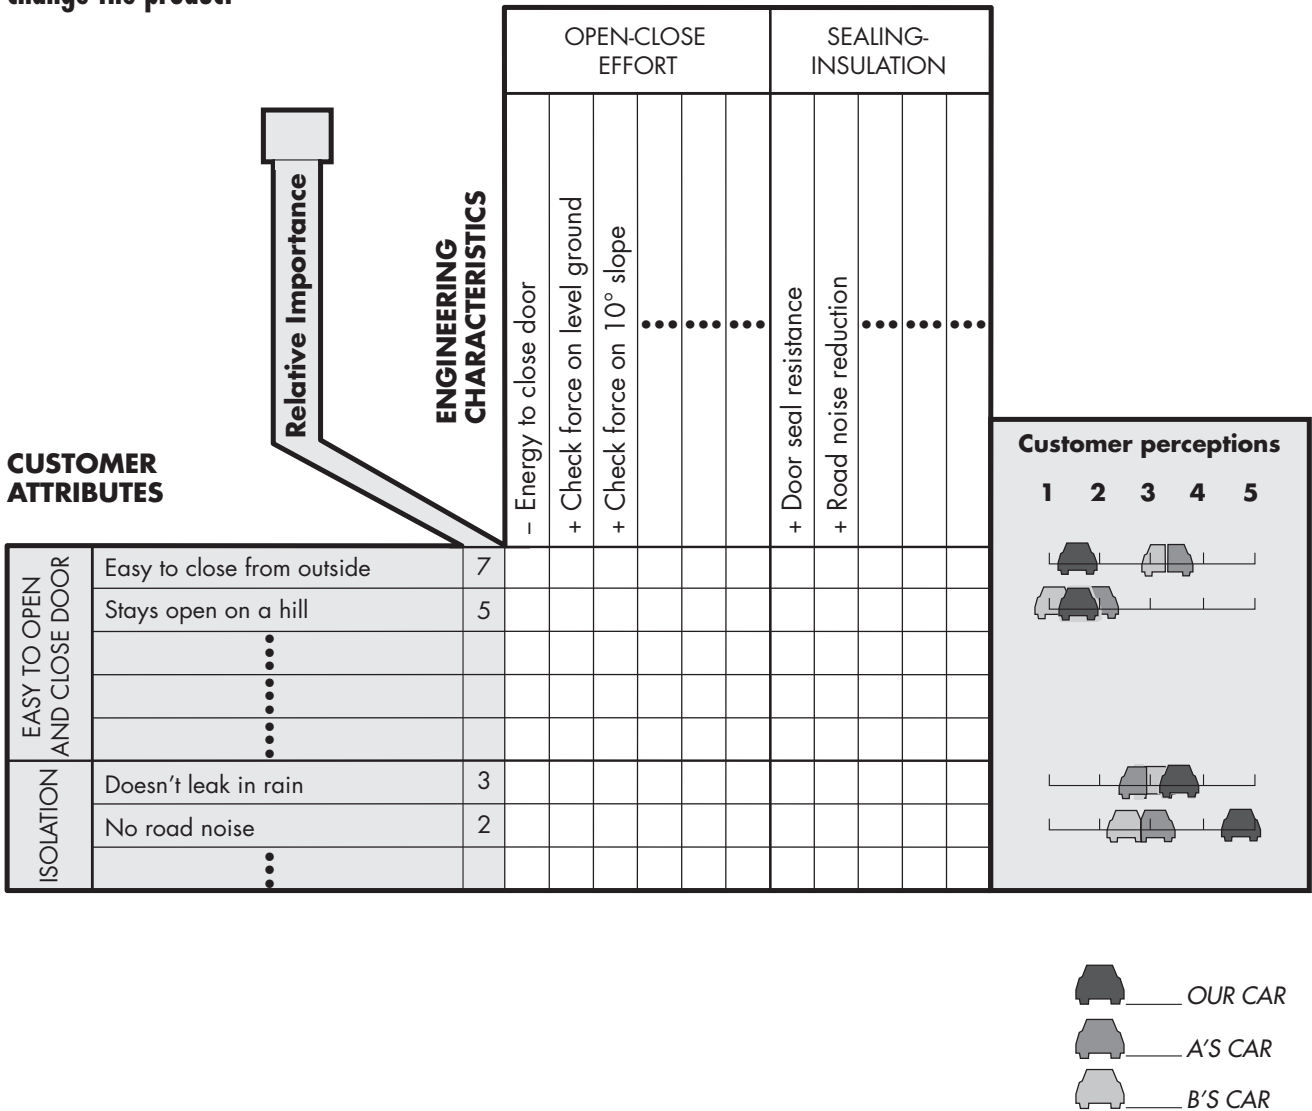 change the product
OPEN-CLOSE
EFFORT
SEALING-
INSULATION
Relative Importance
ENGINEERING
CHARACTERISTICS
– Energy to close door
+ Check force on level ground
+ Check force on 10° slope
+ Door seal resistance
+ Road noise reduction
CUSTOMER
ATTRIBUTES
Customer perceptions
1 2 3 4 5
EASY TO OPEN
AND CLOSE DOOR
Easy to close from outside 7
Stays open on a hill 5
ISOLATION
Doesn't leak in rain 3
No road noise 2
OUR CAR
A'S CAR
B'S CAR